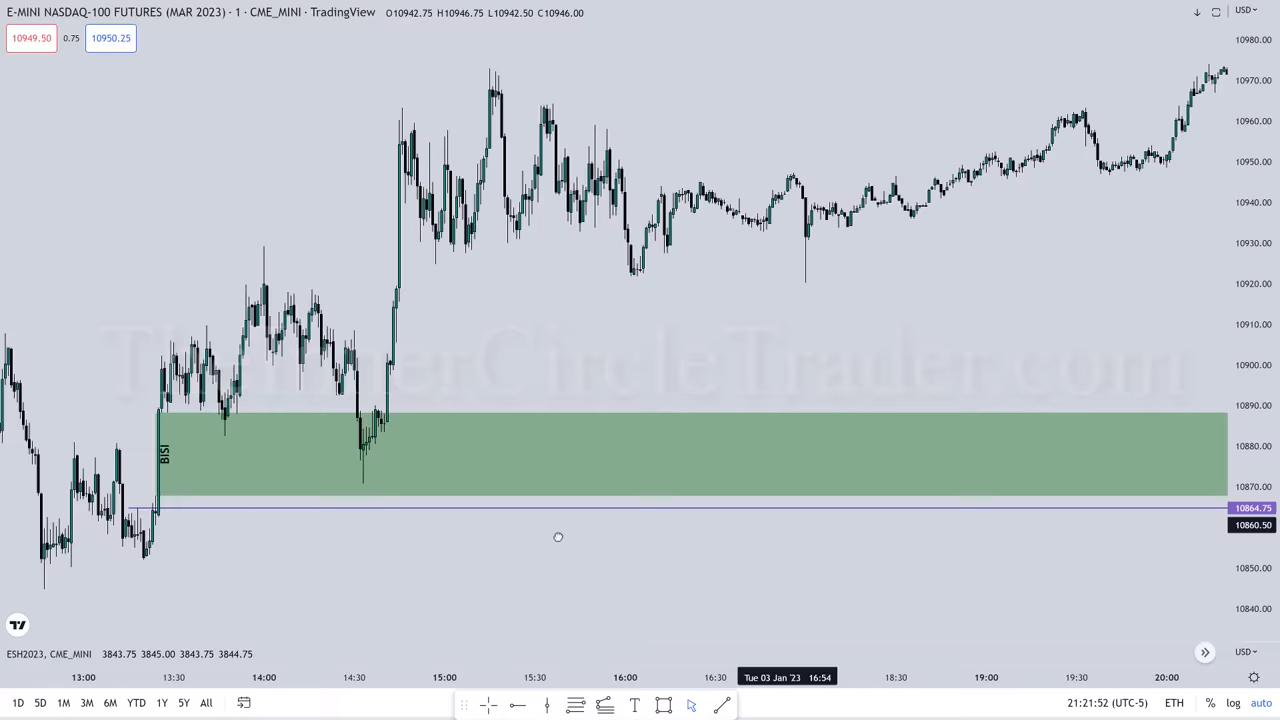 E-MINI NASDAQ-100 FUTURES (MAR 2023) · 1 · CME_MINI · TradingView O10942.75 H10946.75 L10942.50 C10946.00 USD
10949.50 0.75 10950.25
10980.00
10970.00
10960.00
10950.00
10940.00
10930.00
10920.00
10910.00
TheInnerCircleTrader.com
10900.00
10890.00
BISI
10880.00
10870.00
10864.75
10860.50
10850.00
10840.00
ESH2023, CME_MINI 3843.75 3845.00 3843.75 3844.75 USD
13:00 13:30 14:00 14:30 15:00 15:30 16:00 16:30 Tue 03 Jan '23 16:54 18:30 19:00 19:30 20:00
1D 5D 1M 3M 6M YTD 1Y 5Y All T 21:21:52 (UTC-5) ETH % log auto